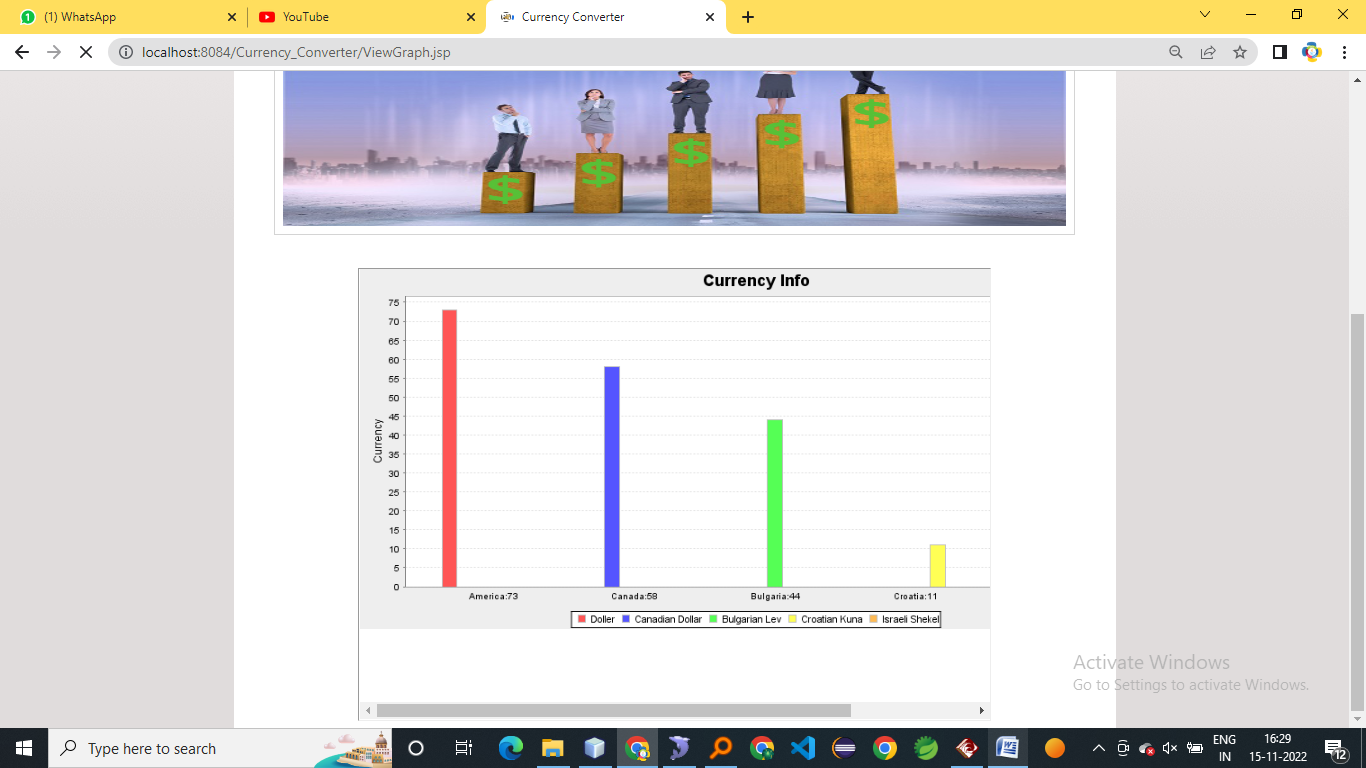 1
(1) WhatsApp
YouTube
Currency Converter
localhost:8084/Currency_Converter/ViewGraph.jsp
$ $ $ $ $
Currency Info
75
70
65
60
55
50
45
40
35
30
25
20
15
10
5
0
Currency
America:73 Canada:58 Bulgaria:44 Croatia:11
Doller Canadian Dollar Bulgarian Lev Croatian Kuna Israeli Shekel
Activate Windows
Go to Settings to activate Windows.
Type here to search
ENG
IN
16:29
15-11-2022
12